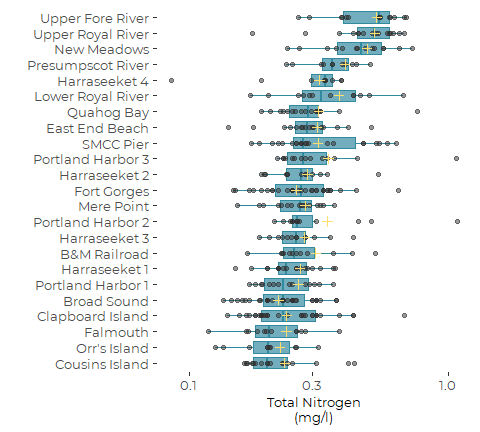 Upper Fore River
Upper Royal River
New Meadows
Presumpscot River
Harraseeket 4
Lower Royal River
Quahog Bay
East End Beach
SMCC Pier
Portland Harbor 3
Harraseeket 2
Fort Gorges
Mere Point
Portland Harbor 2
Harraseeket 3
B&M Railroad
Harraseeket 1
Portland Harbor 1
Broad Sound
Clapboard Island
Falmouth
Orr's Island
Cousins Island
0.1 0.3 1.0
Total Nitrogen
(mg/l)